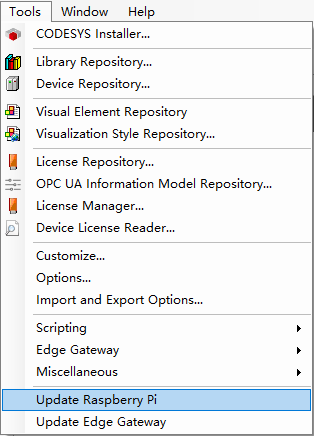 Tools Window Help
CODESYS Installer...
Library Repository...
Device Repository...
Visual Element Repository
Visualization Style Repository...
License Repository...
OPC UA Information Model Repository...
License Manager...
Device License Reader...
Customize...
Options...
Import and Export Options...
Scripting
Edge Gateway
Miscellaneous
Update Raspberry Pi
Update Edge Gateway